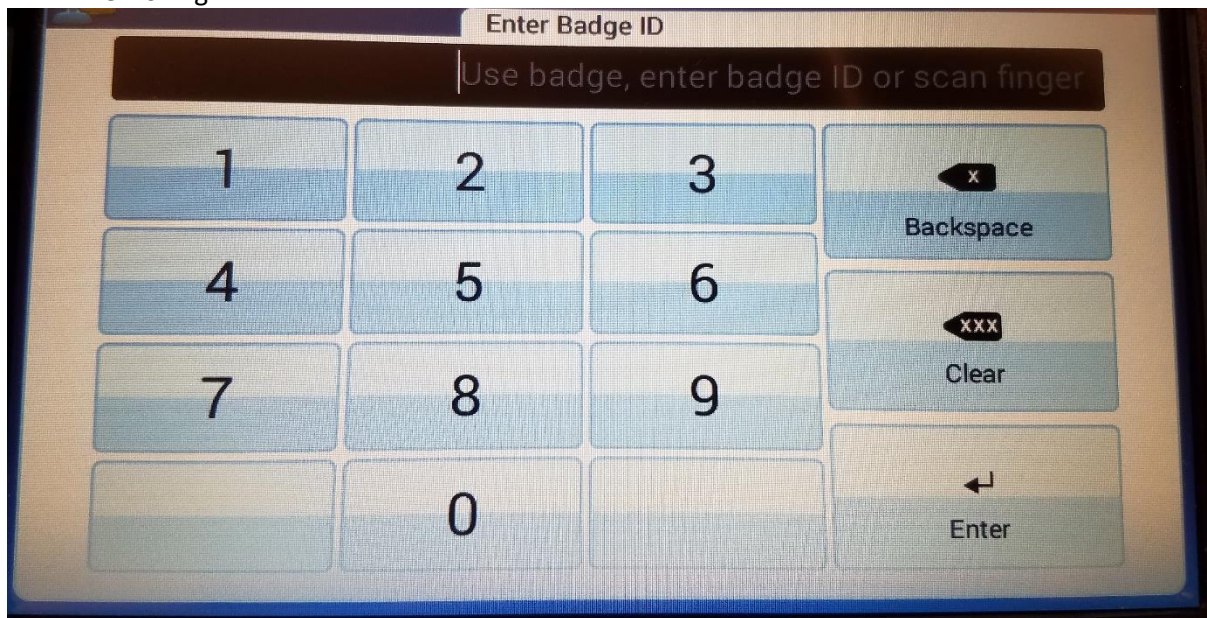 Enter Badge ID
Use badge, enter badge ID or scan finger
1 2 3
X
Backspace
4 5 6
XXX
Clear
7 8 9
0
Enter